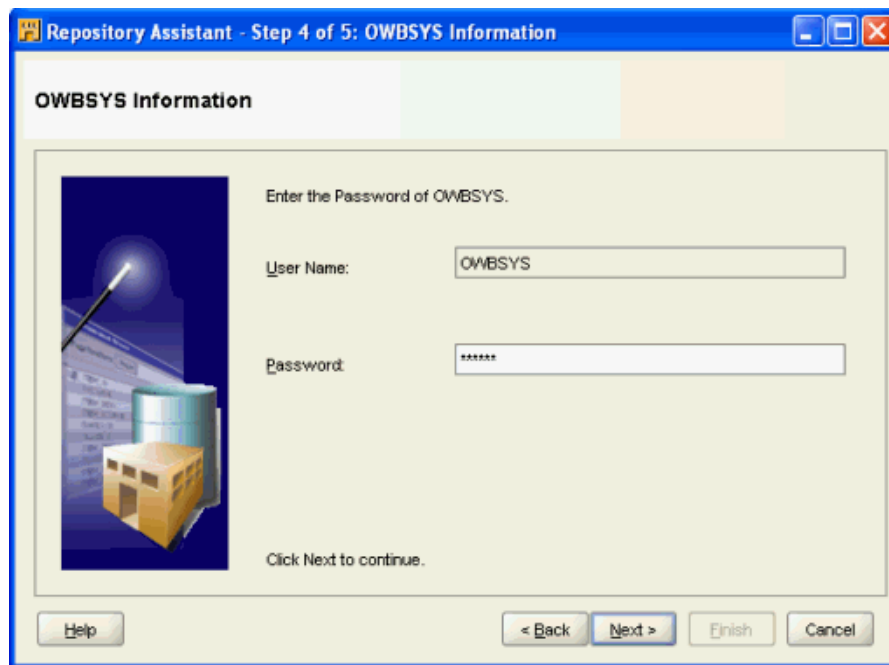 Repository Assistant - Step 4 of 5: OWBSYS Information
OWBSYS Information
Enter the Password of OWBSYS.
User Name:
OWBSYS
Password:
******
Click Next to continue.
Help
< Back
Next >
Finish
Cancel